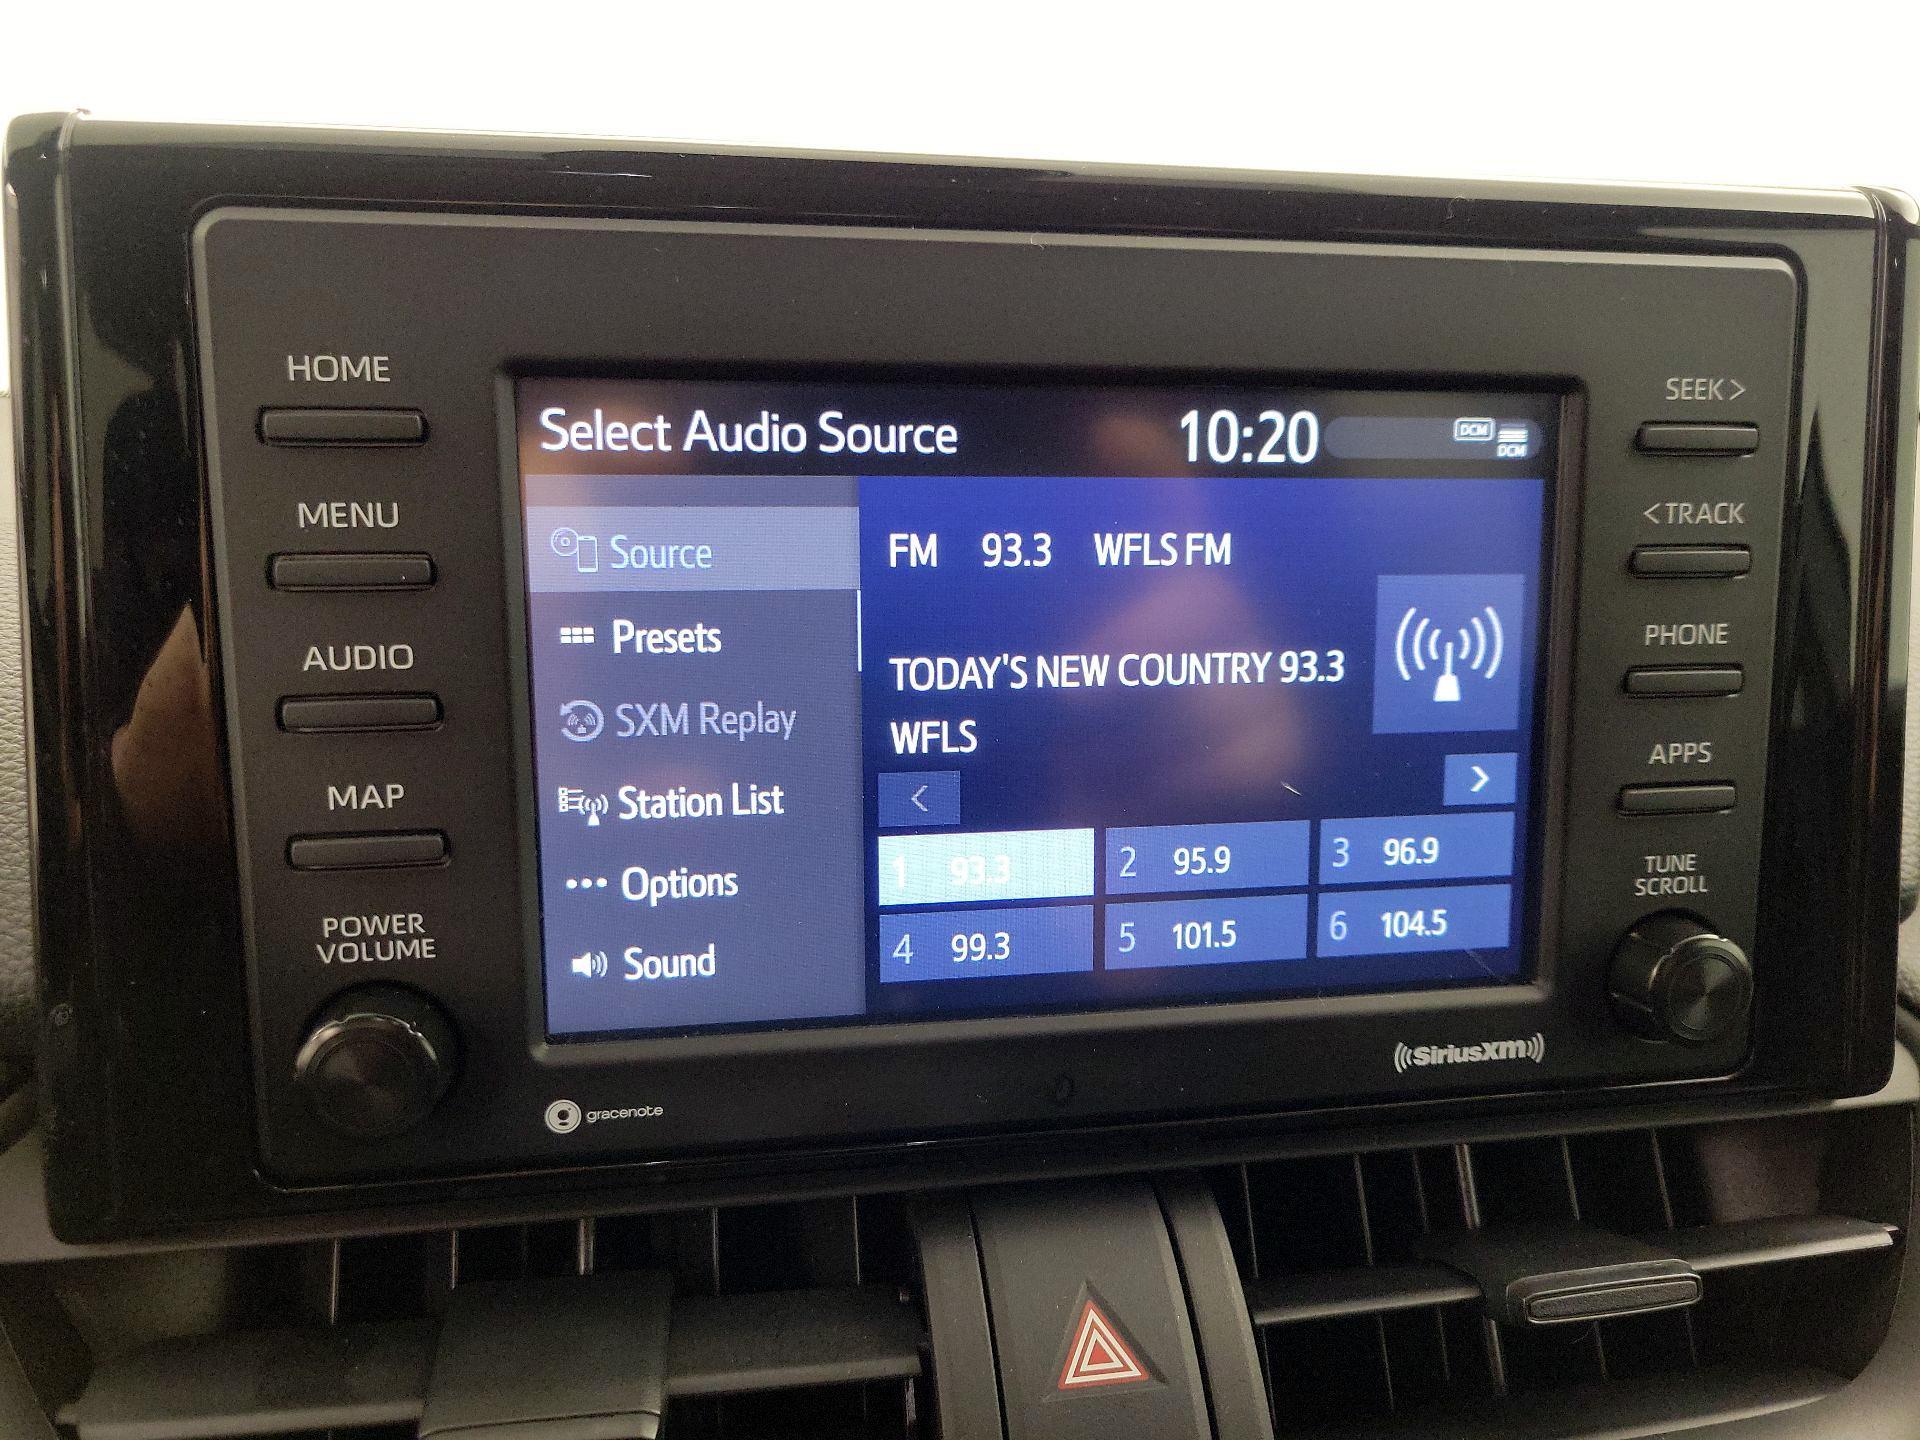 HOME
MENU
AUDIO
MAP
POWER
VOLUME
Select Audio Source 10:20 DCM DCM
Source
Presets
SXM Replay
Station List
Options
Sound
FM 93.3 WFLS FM
TODAY'S NEW COUNTRY 93.3
WFLS
<
>
1 93.3 2 95.9 3 96.9
4 99.3 5 101.5 6 104.5
SEEK >
< TRACK
PHONE
APPS
TUNE
SCROLL
g gracenote
((SiriusXM))